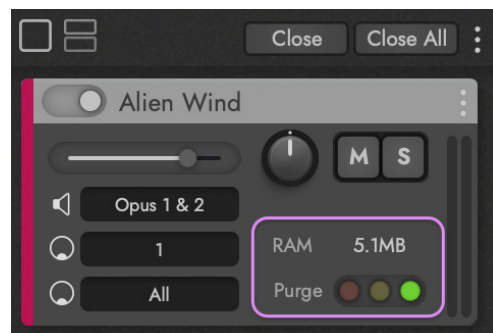 Close Close All
Alien Wind
M S
Opus 1 & 2
1
RAM 5.1MB
All
Purge